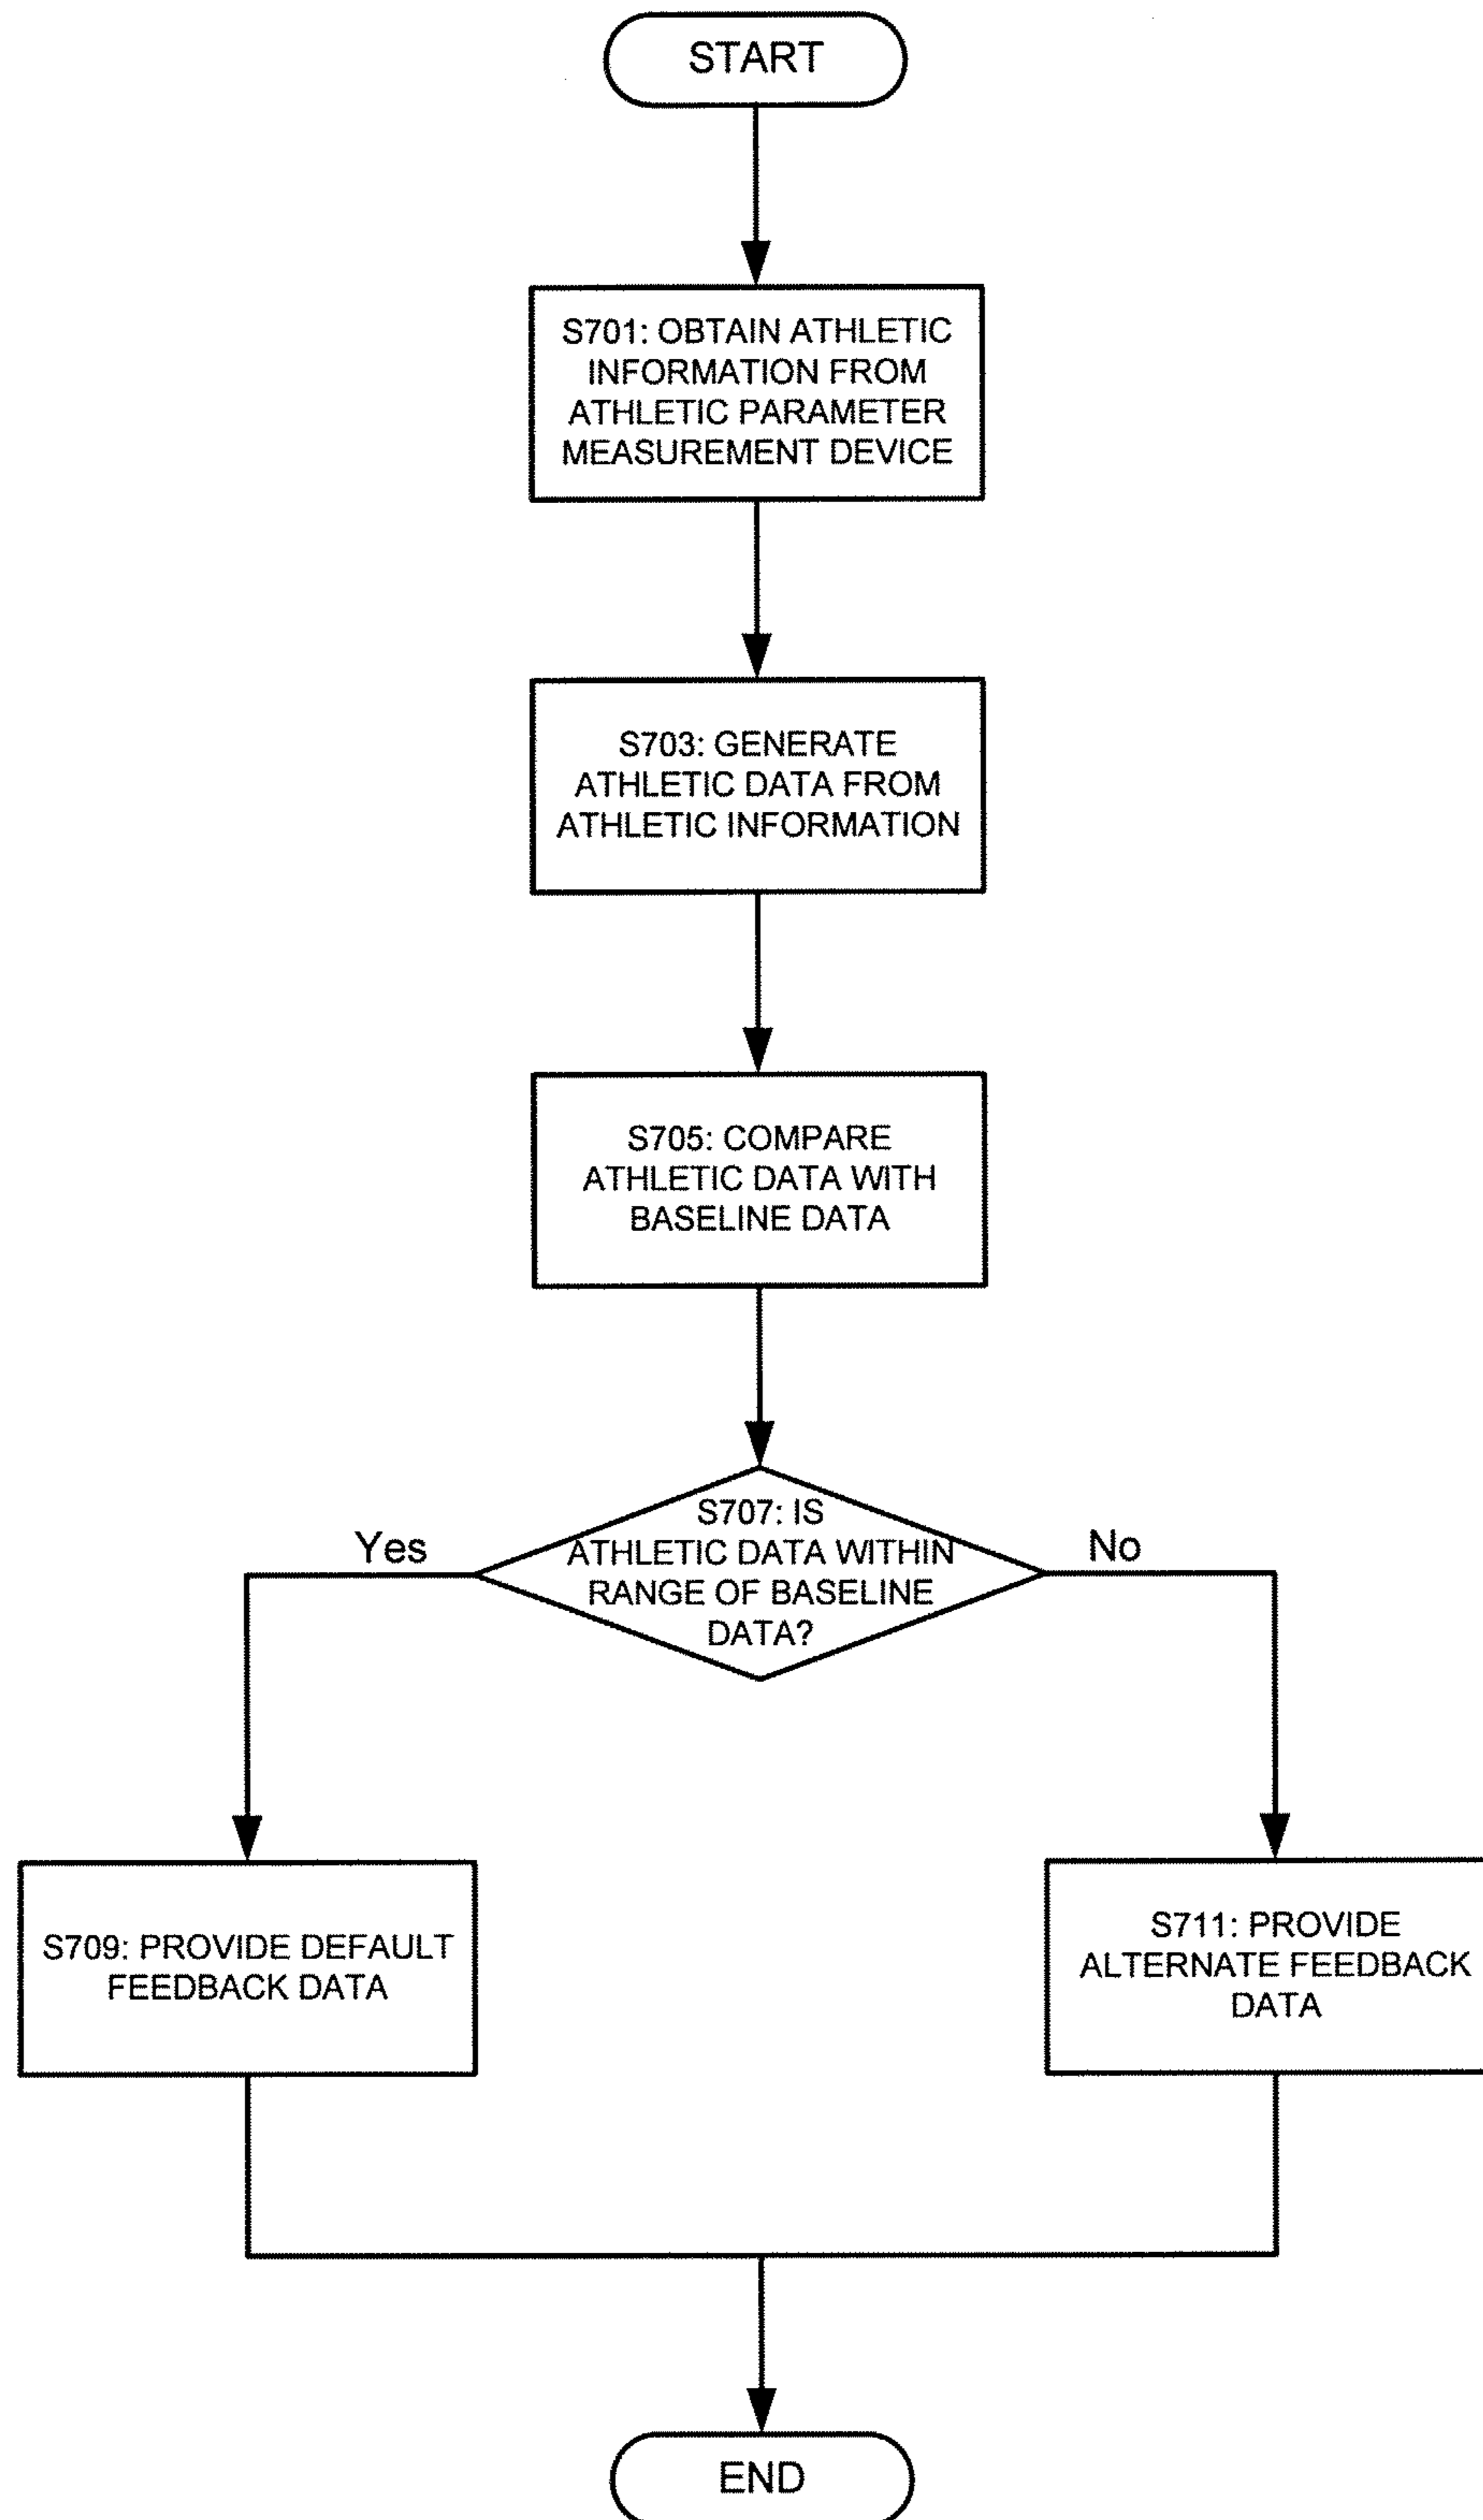 START
S701: OBTAIN ATHLETIC
INFORMATION FROM
ATHLETIC PARAMETER
MEASUREMENT DEVICE
S703: GENERATE
ATHLETIC DATA FROM
ATHLETIC INFORMATION
S705: COMPARE
ATHLETIC DATA WITH
BASELINE DATA
S707: IS
ATHLETIC DATA WITHIN
RANGE OF BASELINE
DATA?
Yes
No
S709: PROVIDE DEFAULT
FEEDBACK DATA
S711: PROVIDE
ALTERNATE FEEDBACK
DATA
END